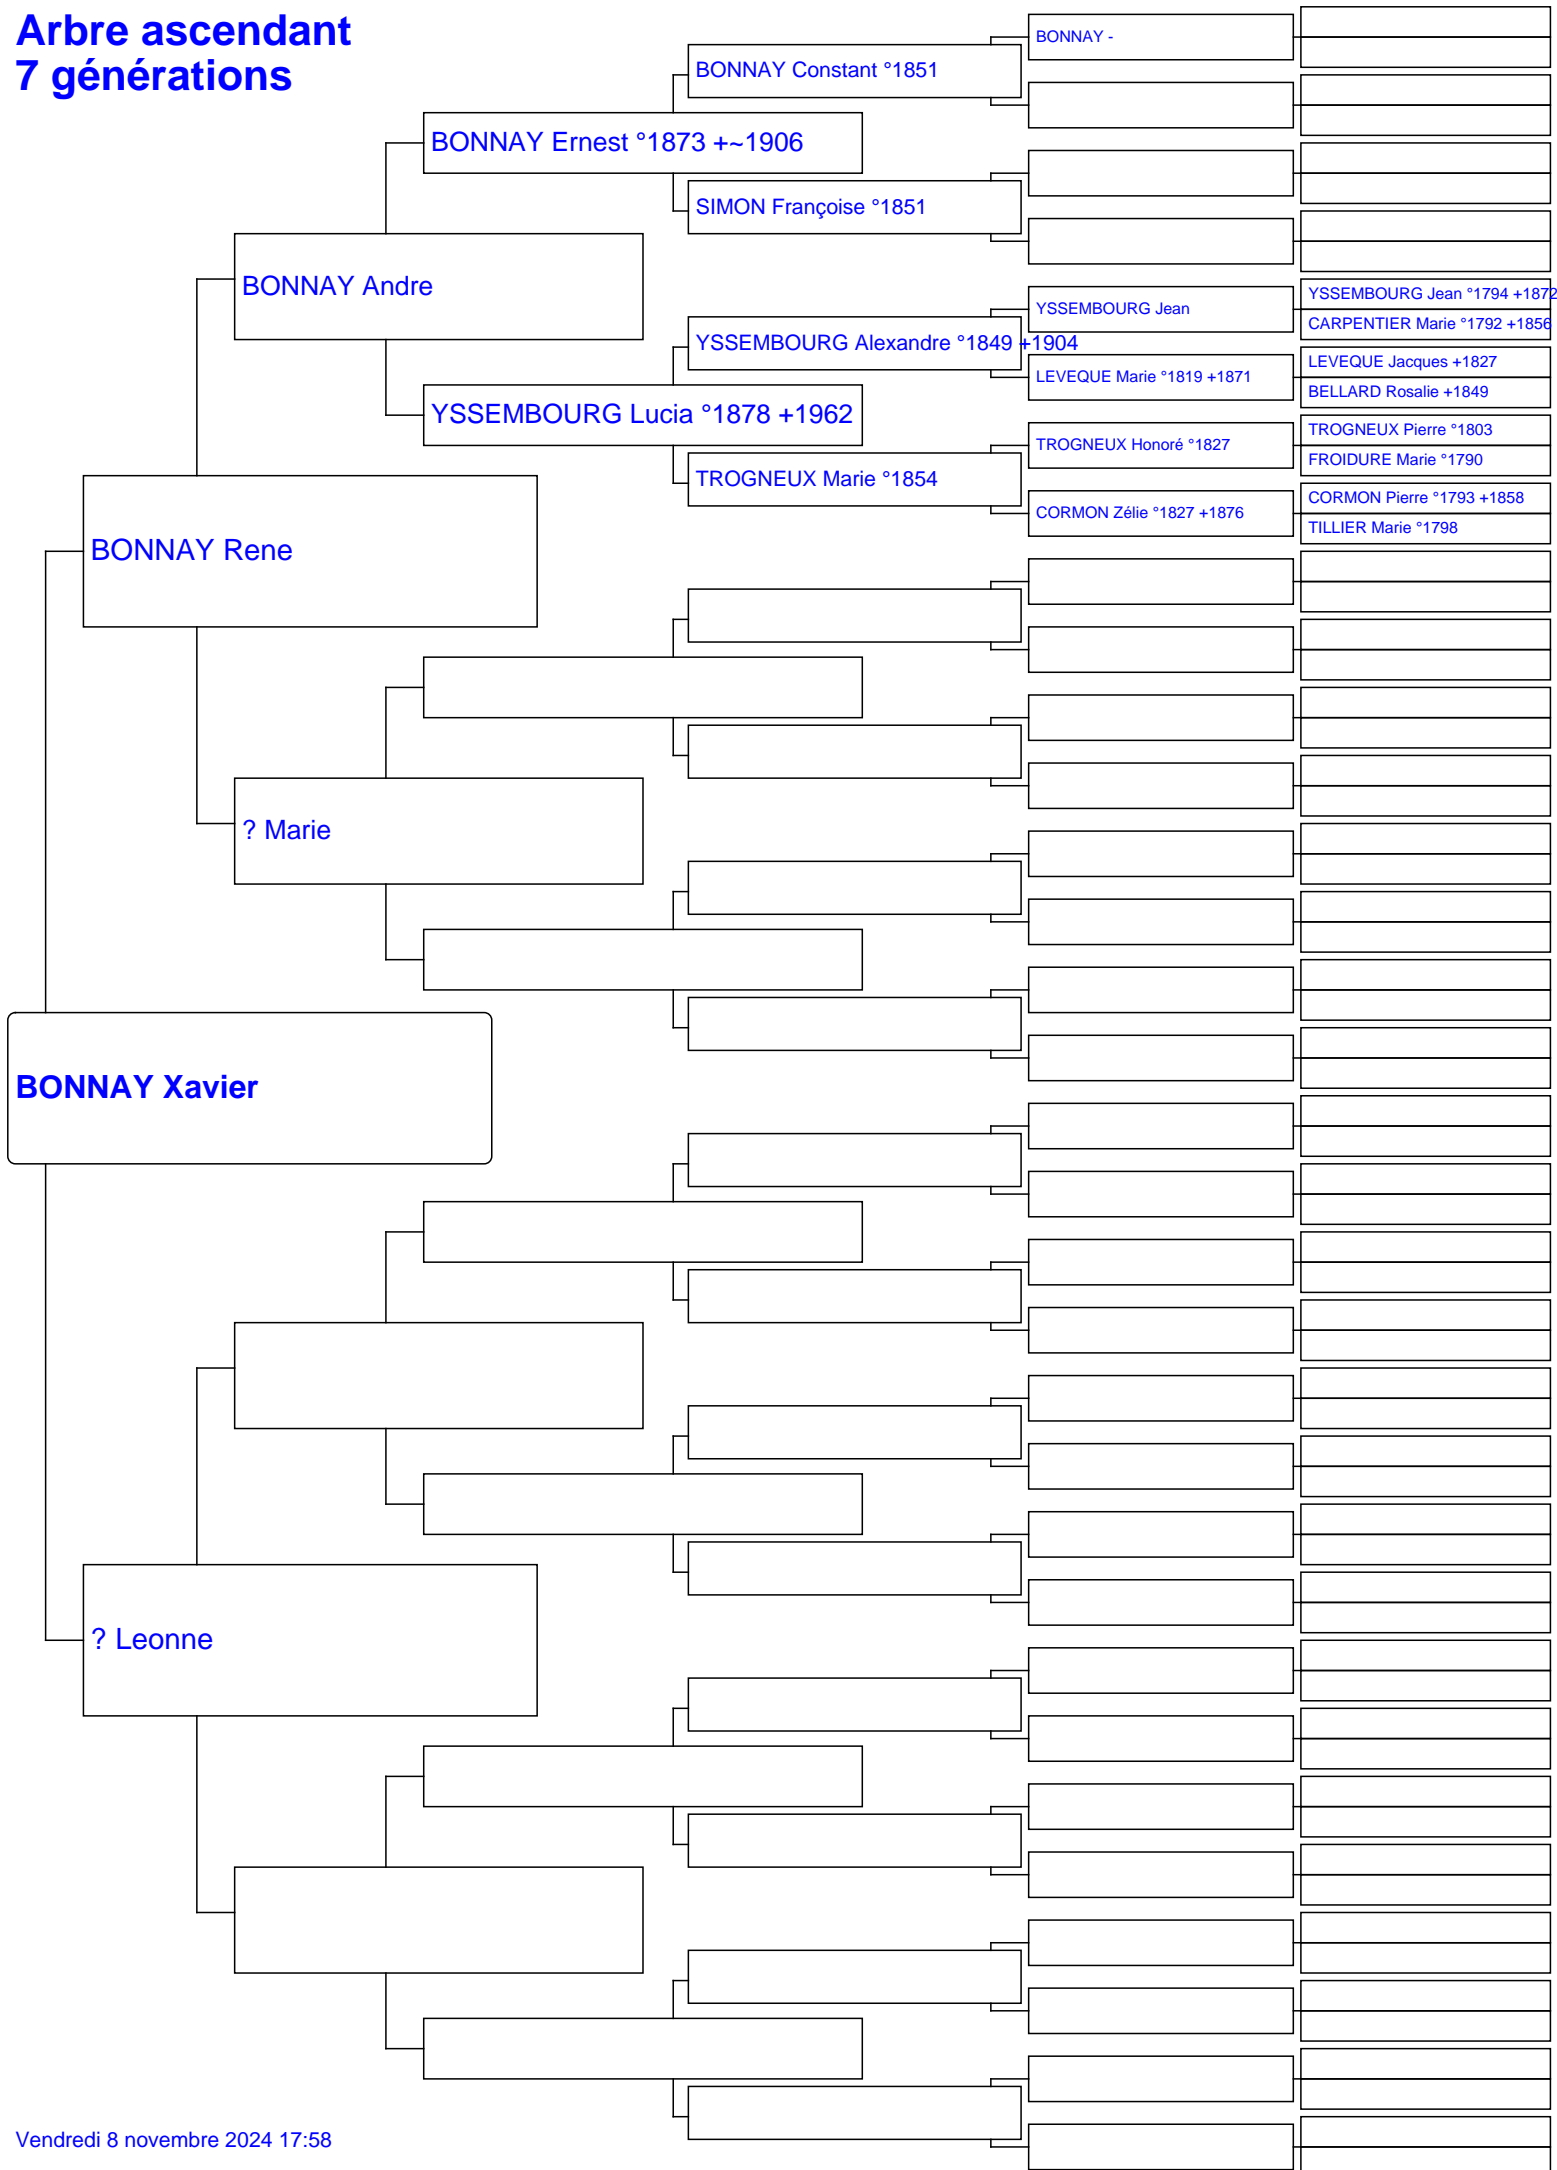 Arbre ascendant
7 générations
BONNAY -
BONNAY Constant °1851
BONNAY Ernest °1873 +~1906
SIMON Françoise °1851
BONNAY Andre
YSSEMBOURG Jean °1794 +1872
YSSEMBOURG Jean
CARPENTIER Marie °1792 +1856
YSSEMBOURG Alexandre °1849 +1904
LEVEQUE Jacques +1827
LEVEQUE Marie °1819 +1871
BELLARD Rosalie +1849
YSSEMBOURG Lucia °1878 +1962
TROGNEUX Pierre °1803
TROGNEUX Honoré °1827
FROIDURE Marie °1790
TROGNEUX Marie °1854
CORMON Pierre °1793 +1858
CORMON Zélie °1827 +1876
TILLIER Marie °1798
BONNAY Rene
? Marie
BONNAY Xavier
? Leonne
Vendredi 8 novembre 2024 17:58